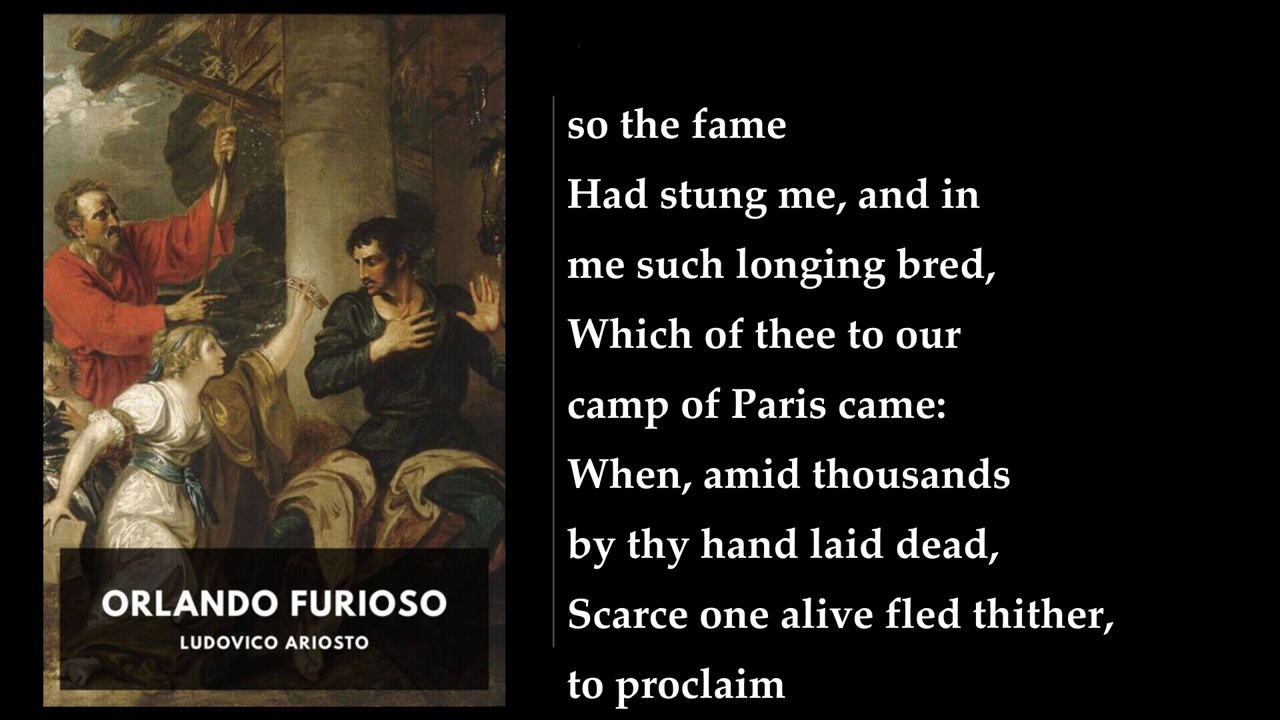 ORLANDO FURIOSO
LUDOVICO ARIOSTO
so the fame
Had stung me, and in
me such longing bred,
Which of thee to our
camp of Paris came:
When, amid thousands
by thy hand laid dead,
Scarce one alive fled thither,
to proclaim